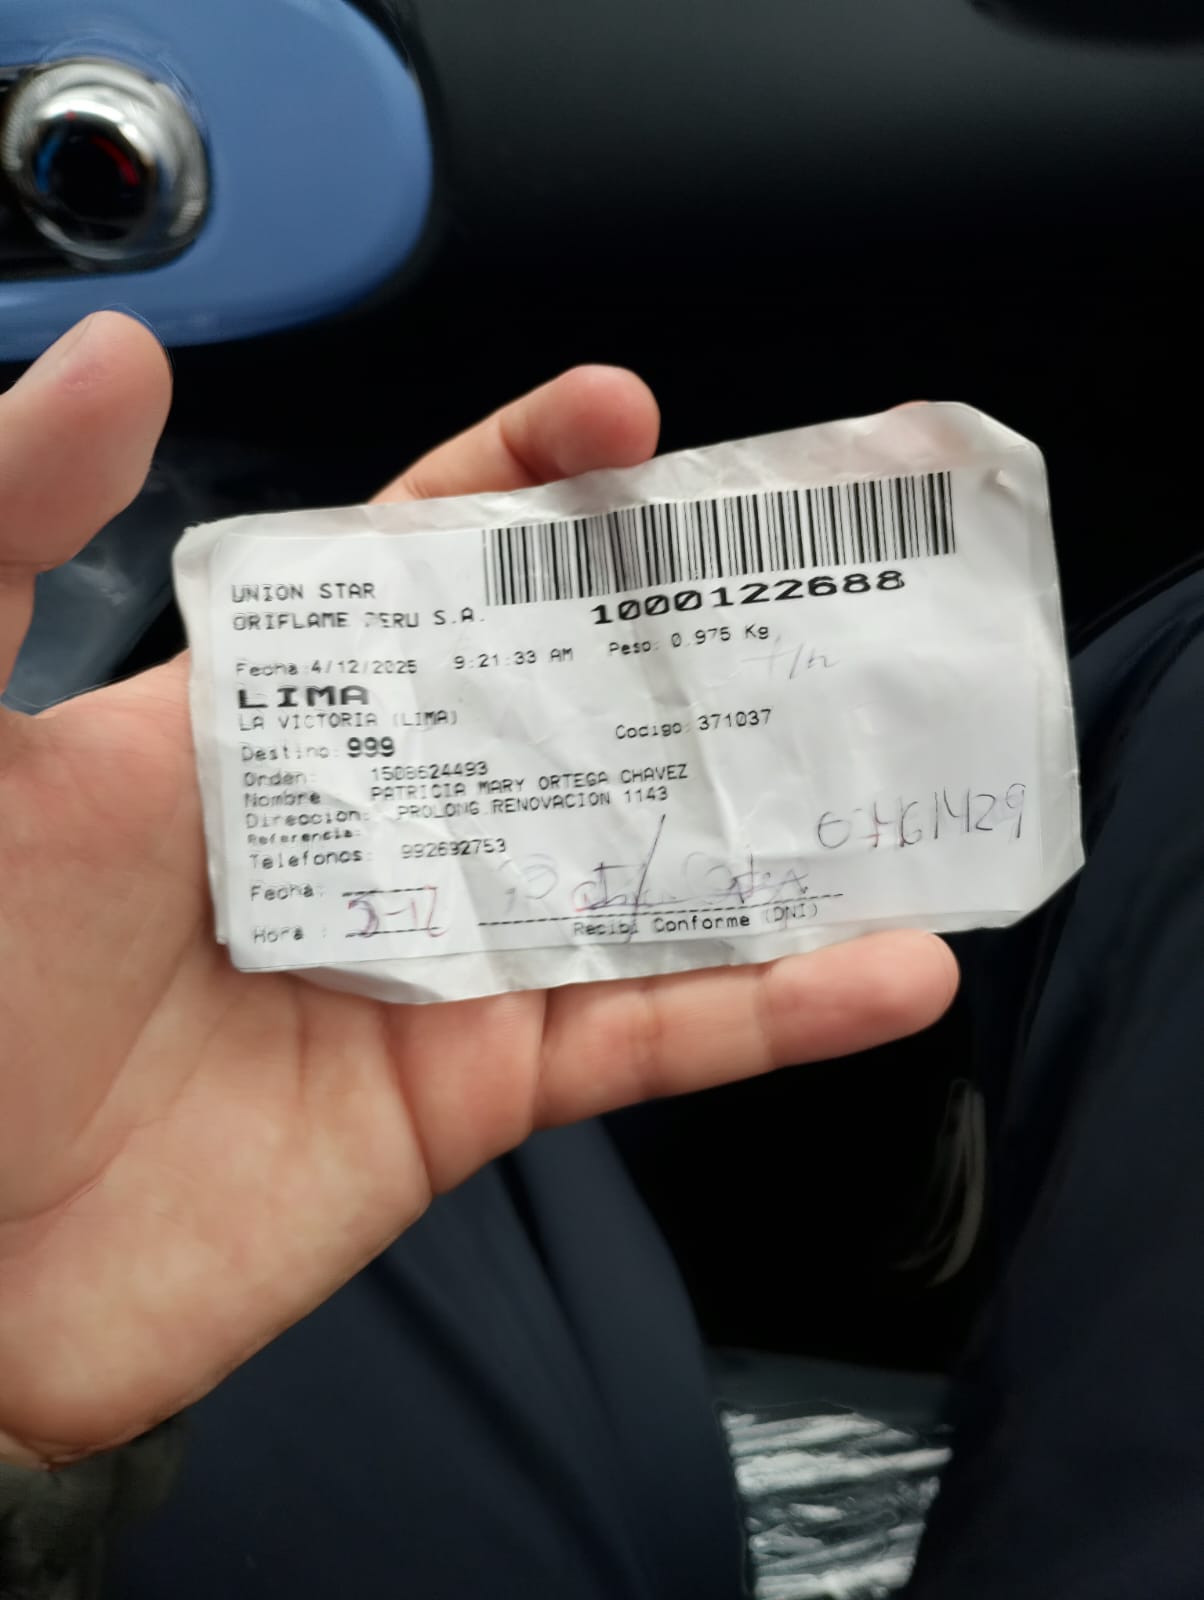 UNION STAR
ORIFLAME PERU S.A.
1000122688
Fecha:4/12/2025 9:21:33 AM Peso: 0.975 Kg
LIMA
LA VICTORIA (LIMA)
Codigo:371037
Destino: 999
Orden: 1508624493
Nombre PATRICIA MARY ORTEGA CHAVEZ
Direccion: PROLONG.RENOVACION 1143
Referencia:
Telefonos: 992692753
Fecha:
5-12
Hora :
Recibi Conforme (DNI)